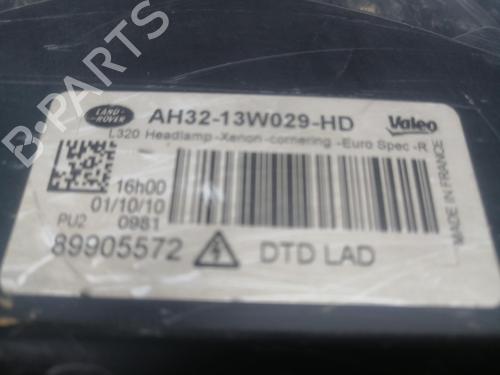 LAND ROVER
AH32-13W029-HD
Valeo
L320 Headlamp -Xenon -cornering -Euro Spec -R
16h00
01/10/10
PU2 0981
89905572
DTD LAD
MADE IN FRANCE
B-PARTS